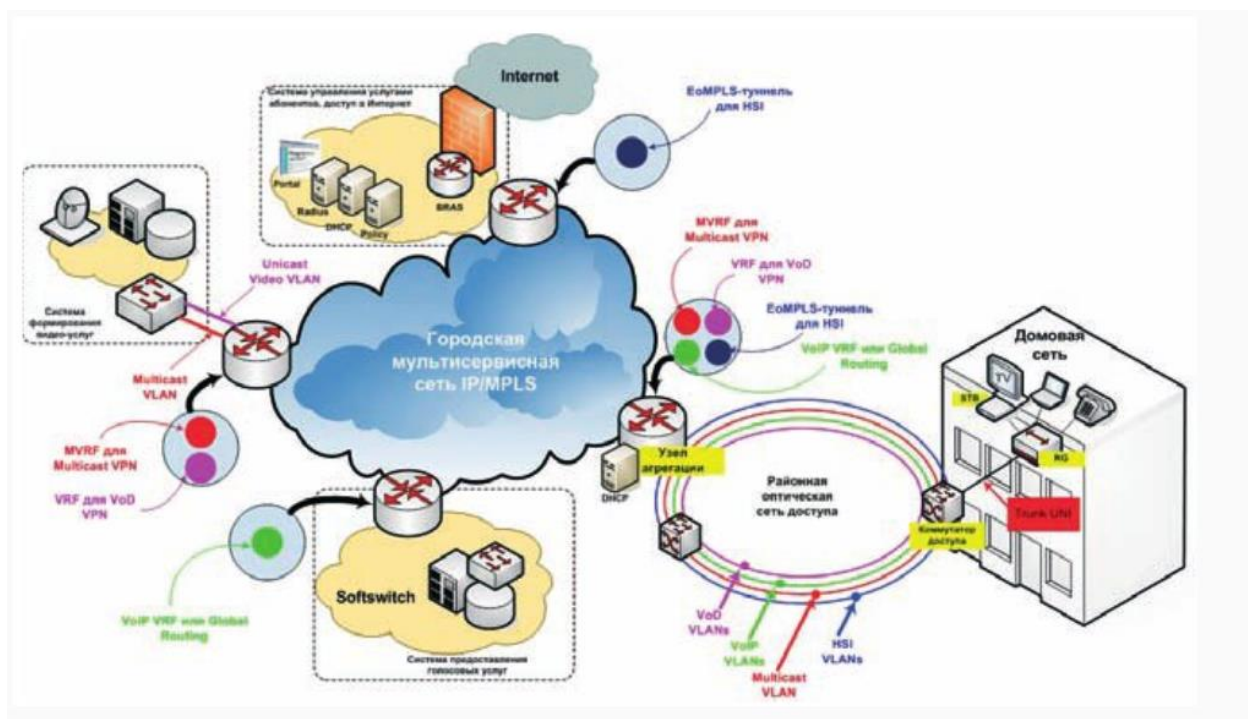 Internet
Система управления услугами
абонентов, доступ в Интернет
Portal
Radius
DHCP
Policy
BRAS
EoMPLS-туннель
для HSI
Unicast
Video VLAN
Система
формирования
видео-услуг
Multicast
VLAN
MVRF для
Multicast VPN
VRF для VoD
VPN
Городская
мультисервисная
сеть IP/MPLS
MVRF для
Multicast VPN
VRF для VoD
VPN
EoMPLS-туннель
для HSI
VoIP VRF или Global
Routing
Домовая
сеть
TV
STB
RG
Trunk UNI
Коммутатор
доступа
Узел
агрегации
DHCP
Районная
оптическая
сеть доступа
VoD
VLANs
VoIP
VLANs
Multicast
VLAN
HSI
VLANs
VoIP VRF или Global
Routing
Softswitch
Система предоставления
голосовых услуг